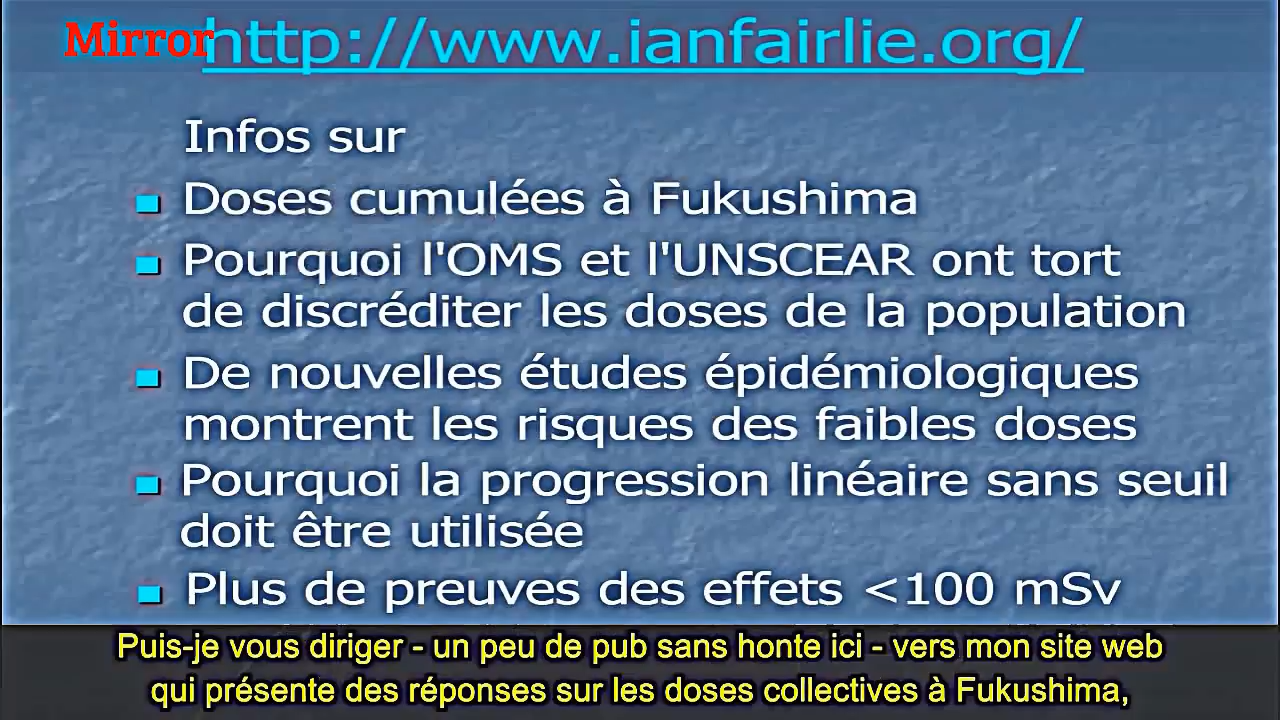 Mirror
http://www.ianfairlie.org/
Infos sur
Doses cumulées à Fukushima
Pourquoi l'OMS et l'UNSCEAR ont tort
de discréditer les doses de la population
De nouvelles études épidémiologiques
montrent les risques des faibles doses
Pourquoi la progression linéaire sans seuil
doit être utilisée
Plus de preuves des effets <100 mSv
Puis-je vous diriger - un peu de pub sans honte ici - vers mon site web
qui présente des réponses sur les doses collectives à Fukushima,